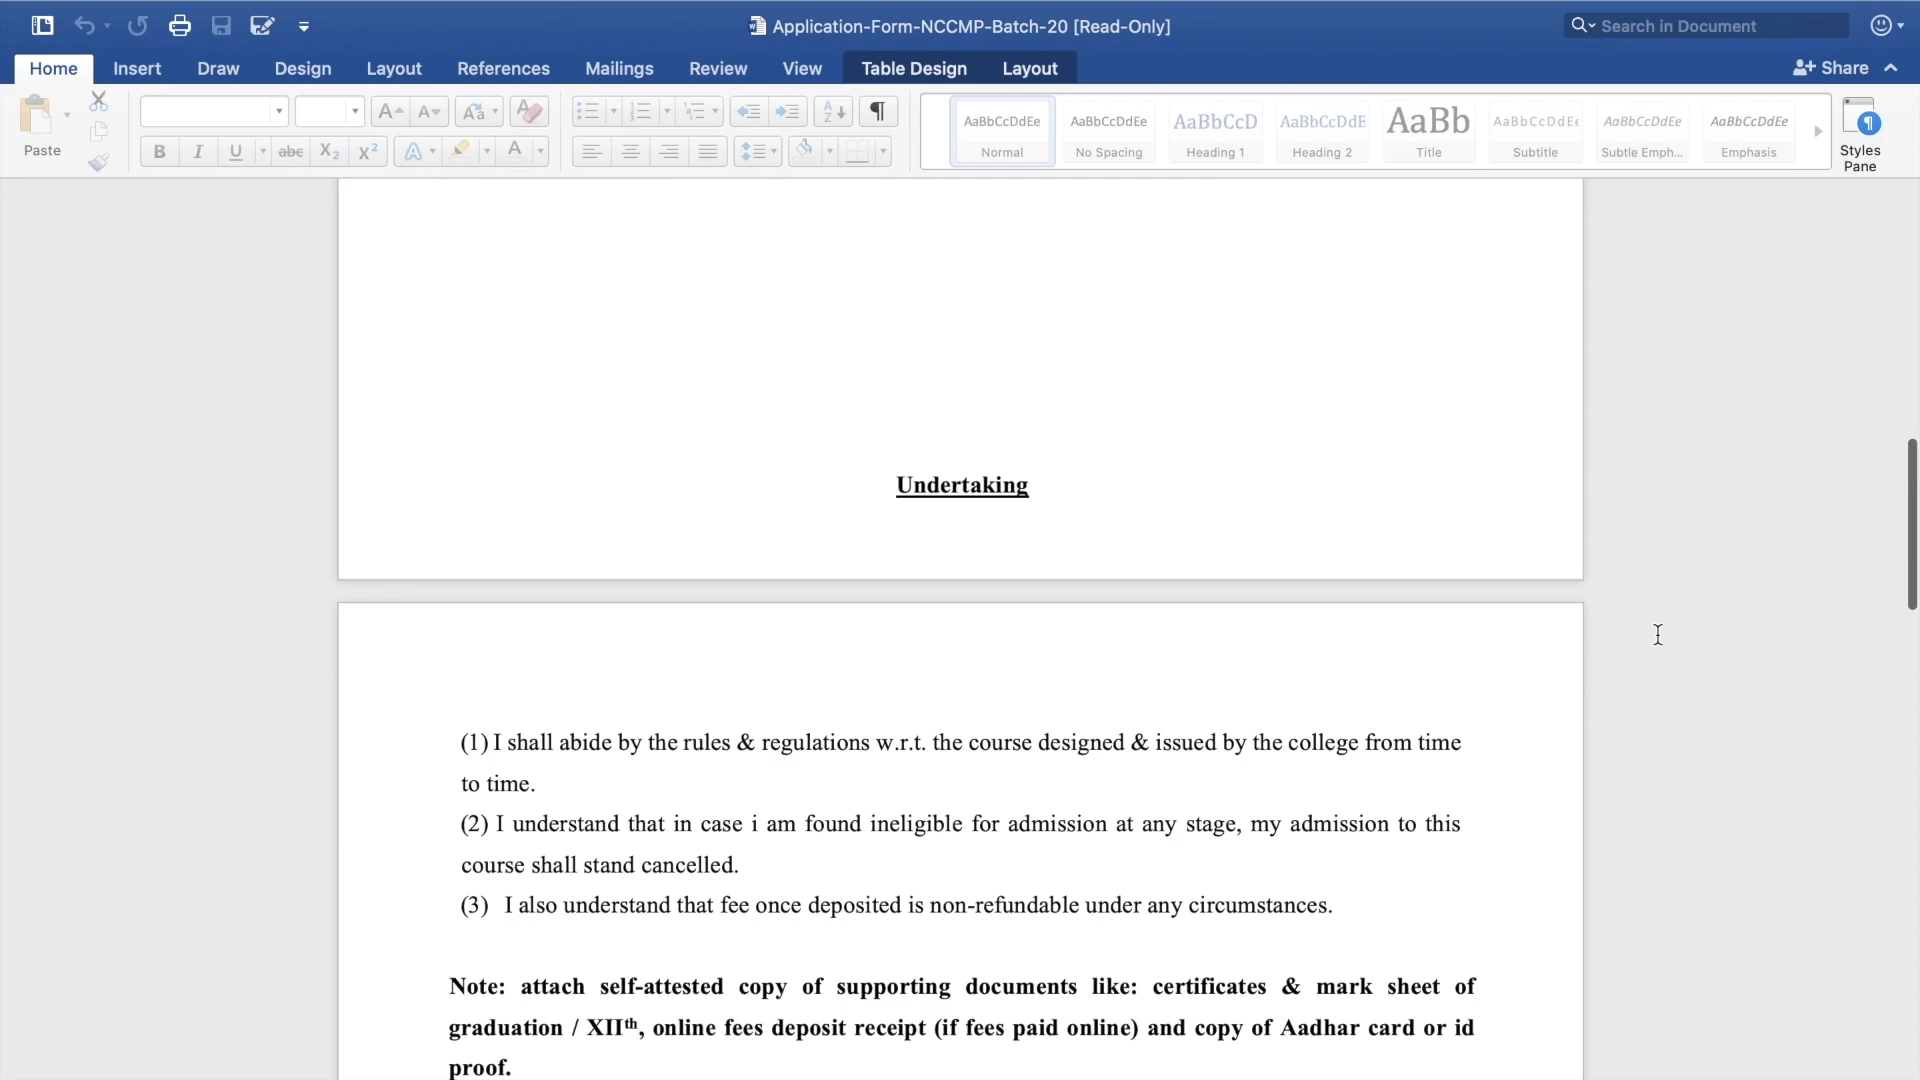 Application-Form-NCCMP-Batch-20 [Read-Only]
Search in Document
Home Insert Draw Design Layout References Mailings Review View Table Design Layout
Share
Paste
AaBbCcDdEe AaBbCcDdEe AaBbCcD AaBbCcDdE AaBb AaBbCcDdEe AaBbCcDdEe AaBbCcDdEe
Normal No Spacing Heading 1 Heading 2 Title Subtitle Subtle Emph... Emphasis
Styles
Pane
Undertaking
(1) I shall abide by the rules & regulations w.r.t. the course designed & issued by the college from time
to time.
(2) I understand that in case i am found ineligible for admission at any stage, my admission to this
course shall stand cancelled.
(3) I also understand that fee once deposited is non-refundable under any circumstances.
Note: attach self-attested copy of supporting documents like: certificates & mark sheet of
graduation / XIIth, online fees deposit receipt (if fees paid online) and copy of Aadhar card or id
proof.